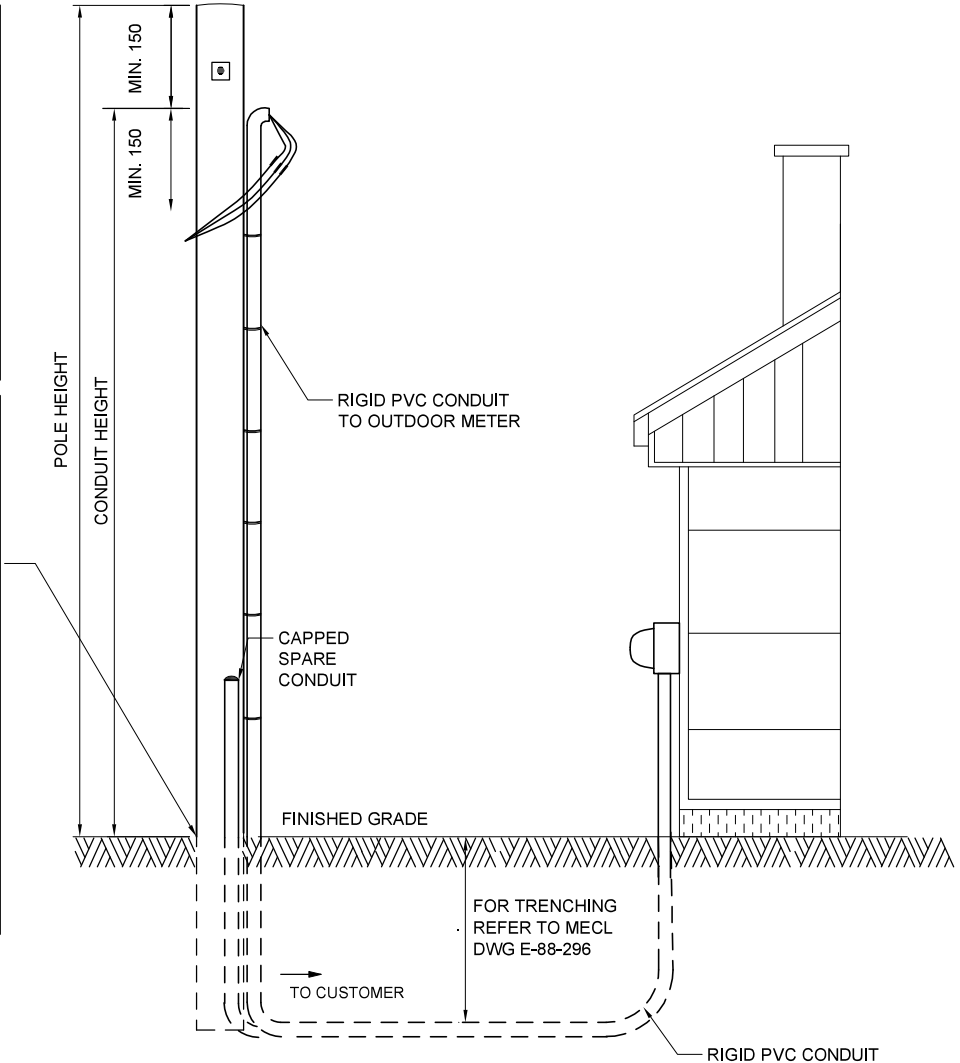 MIN. 150
MIN. 150
POLE HEIGHT
CONDUIT HEIGHT
RIGID PVC CONDUIT
TO OUTDOOR METER
CAPPED
SPARE
CONDUIT
FINISHED GRADE
FOR TRENCHING
REFER TO MECL
DWG E-88-296
TO CUSTOMER
RIGID PVC CONDUIT